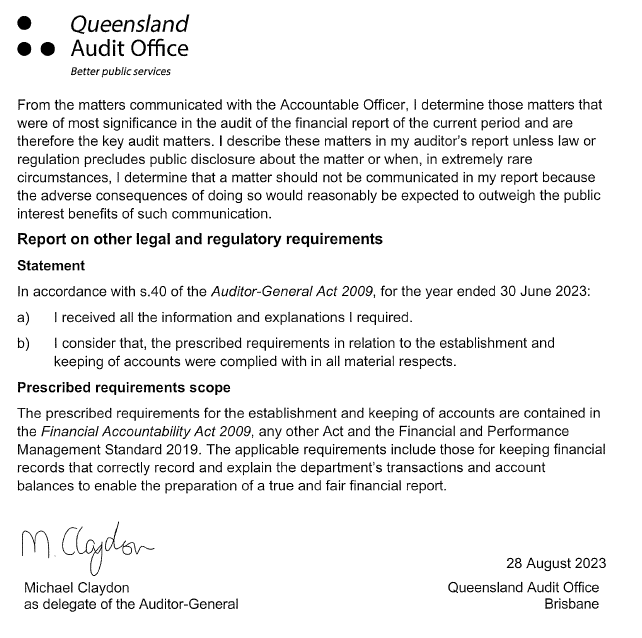 Queensland
Audit Office
Better public services
From the matters communicated with the Accountable Officer, I determine those matters that
were of most significance in the audit of the financial report of the current period and are
therefore the key audit matters. I describe these matters in my auditor's report unless law or
regulation precludes public disclosure about the matter or when, in extremely rare
circumstances, I determine that a matter should not be communicated in my report because
the adverse consequences of doing so would reasonably be expected to outweigh the public
interest benefits of such communication.
Report on other legal and regulatory requirements
Statement
In accordance with s.40 of the Auditor-General Act 2009, for the year ended 30 June 2023:
a) I received all the information and explanations I required.
b) I consider that, the prescribed requirements in relation to the establishment and
keeping of accounts were complied with in all material respects.
Prescribed requirements scope
The prescribed requirements for the establishment and keeping of accounts are contained in
the Financial Accountability Act 2009, any other Act and the Financial and Performance
Management Standard 2019. The applicable requirements include those for keeping financial
records that correctly record and explain the department's transactions and account
balances to enable the preparation of a true and fair financial report.
M. Claydon
28 August 2023
Michael Claydon
Queensland Audit Office
as delegate of the Auditor-General
Brisbane